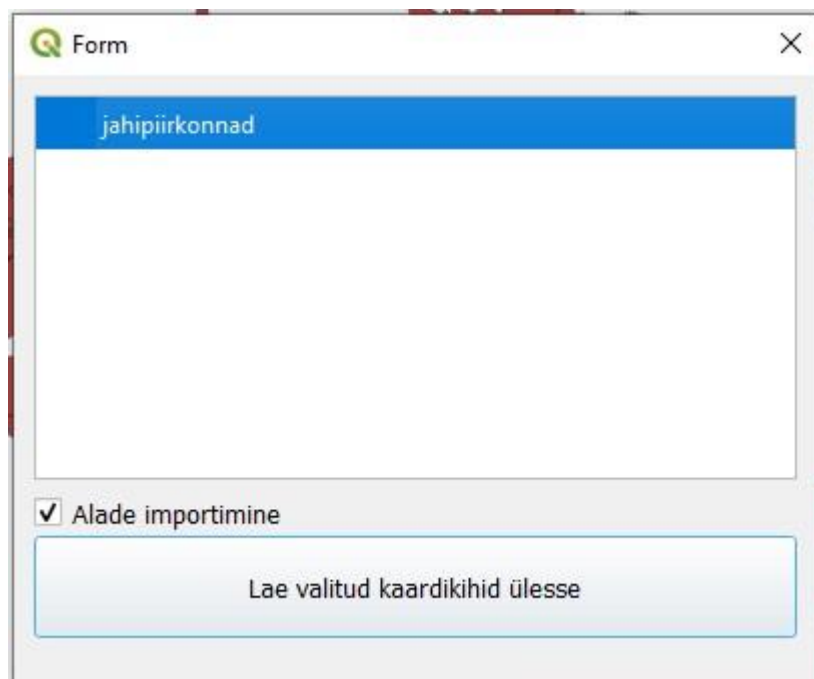 Form
jahipiirkonnad
Alade importimine
Lae valitud kaardikihid ülesse